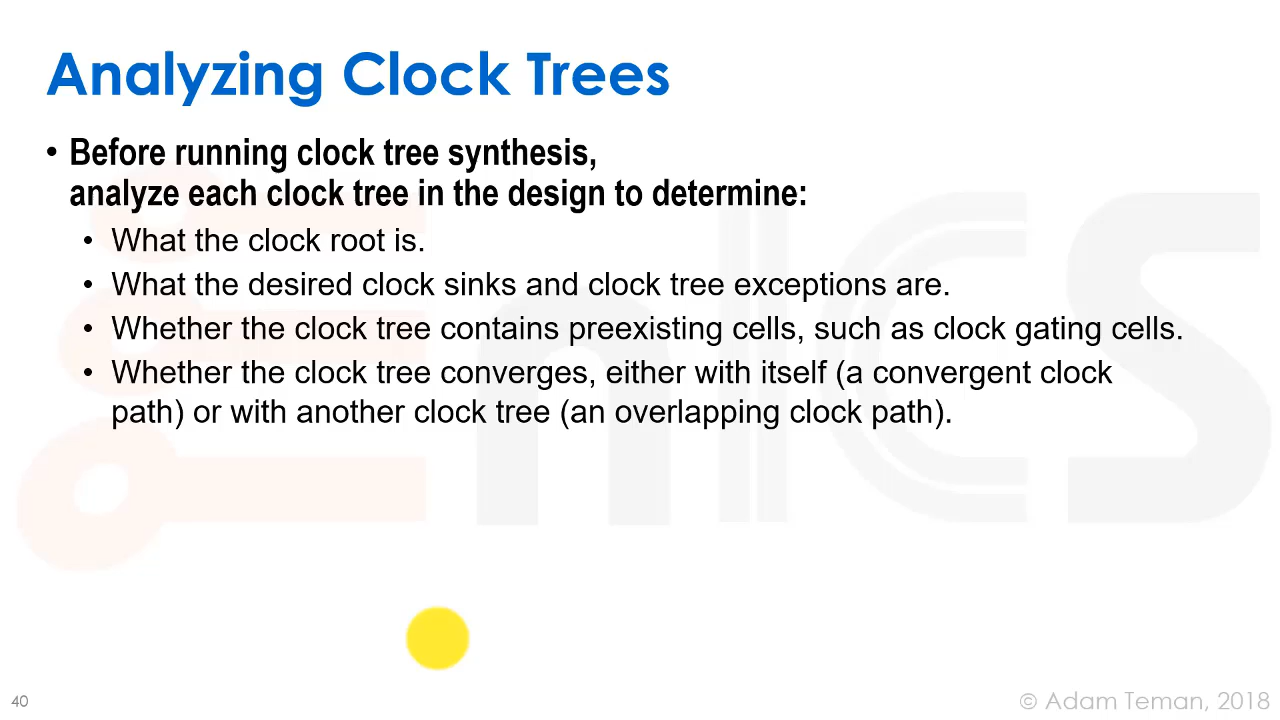 Analyzing Clock Trees
• Before running clock tree synthesis,
analyze each clock tree in the design to determine:
• What the clock root is.
• What the desired clock sinks and clock tree exceptions are.
• Whether the clock tree contains preexisting cells, such as clock gating cells.
• Whether the clock tree converges, either with itself (a convergent clock
path) or with another clock tree (an overlapping clock path).
enICS
40
© Adam Teman, 2018